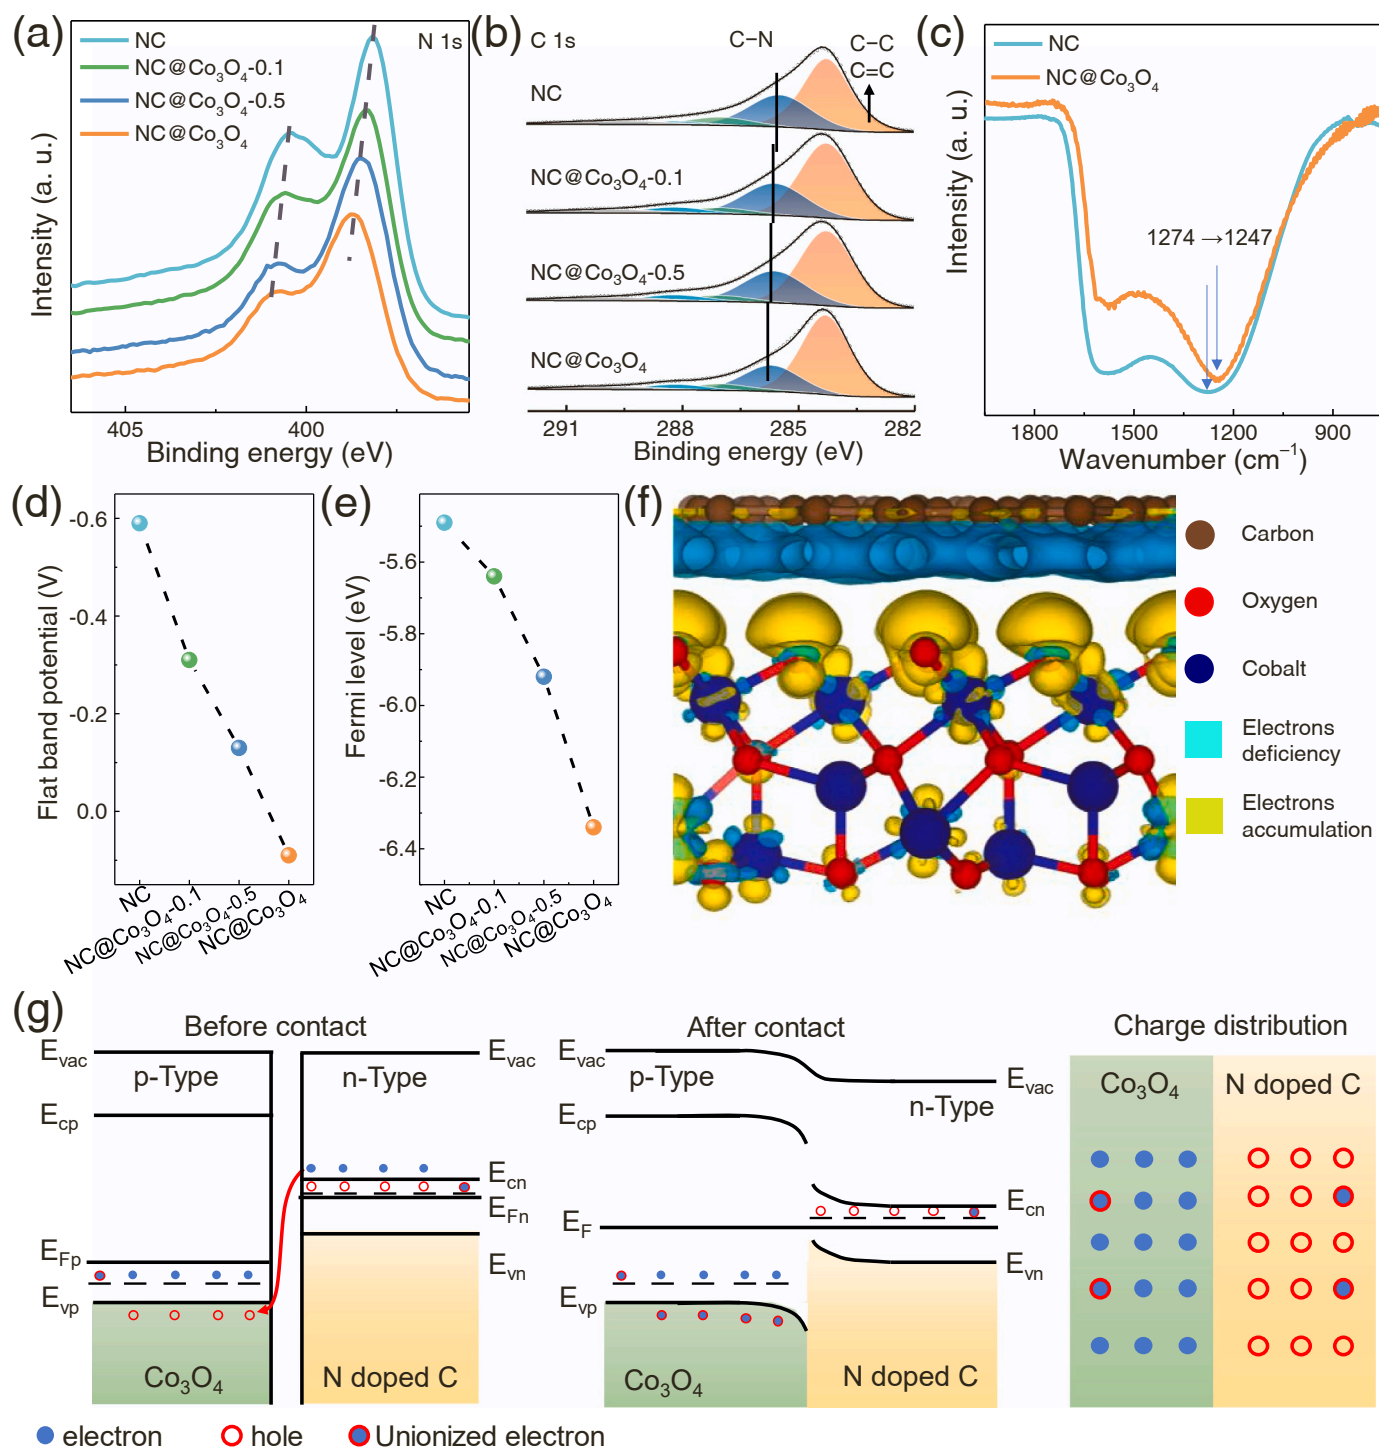 (a)
NC
NC@Co₃O₄-0.1
NC@Co₃O₄-0.5
NC@Co₃O₄
N 1s
Intensity (a. u.)
405
400
Binding energy (eV)
(b)
C 1s
C−N
C−C
C=C
NC
NC@Co₃O₄-0.1
NC@Co₃O₄-0.5
NC@Co₃O₄
291
288
285
282
Binding energy (eV)
(c)
NC
NC@Co₃O₄
Intensity (a. u.)
1274 →1247
1800
1500
1200
900
Wavenumber (cm⁻¹)
(d)
Flat band potential (V)
-0.6
-0.4
-0.2
0.0
NC
NC@Co₃O₄-0.1
NC@Co₃O₄-0.5
NC@Co₃O₄
(e)
Fermi level (eV)
-5.6
-5.8
-6.0
-6.2
-6.4
NC
NC@Co₃O₄-0.1
NC@Co₃O₄-0.5
NC@Co₃O₄
(f)
Carbon
Oxygen
Cobalt
Electrons
deficiency
Electrons
accumulation
(g)
Before contact
Evac
p-Type
n-Type
Evac
Ecp
Ecn
EFn
EFp
Evn
Evp
Co₃O₄
N doped C
After contact
Evac
p-Type
Evac
n-Type
Ecp
Ecn
EF
Evn
Evp
Co₃O₄
N doped C
Charge distribution
Co₃O₄
N doped C
electron
hole
Unionized electron